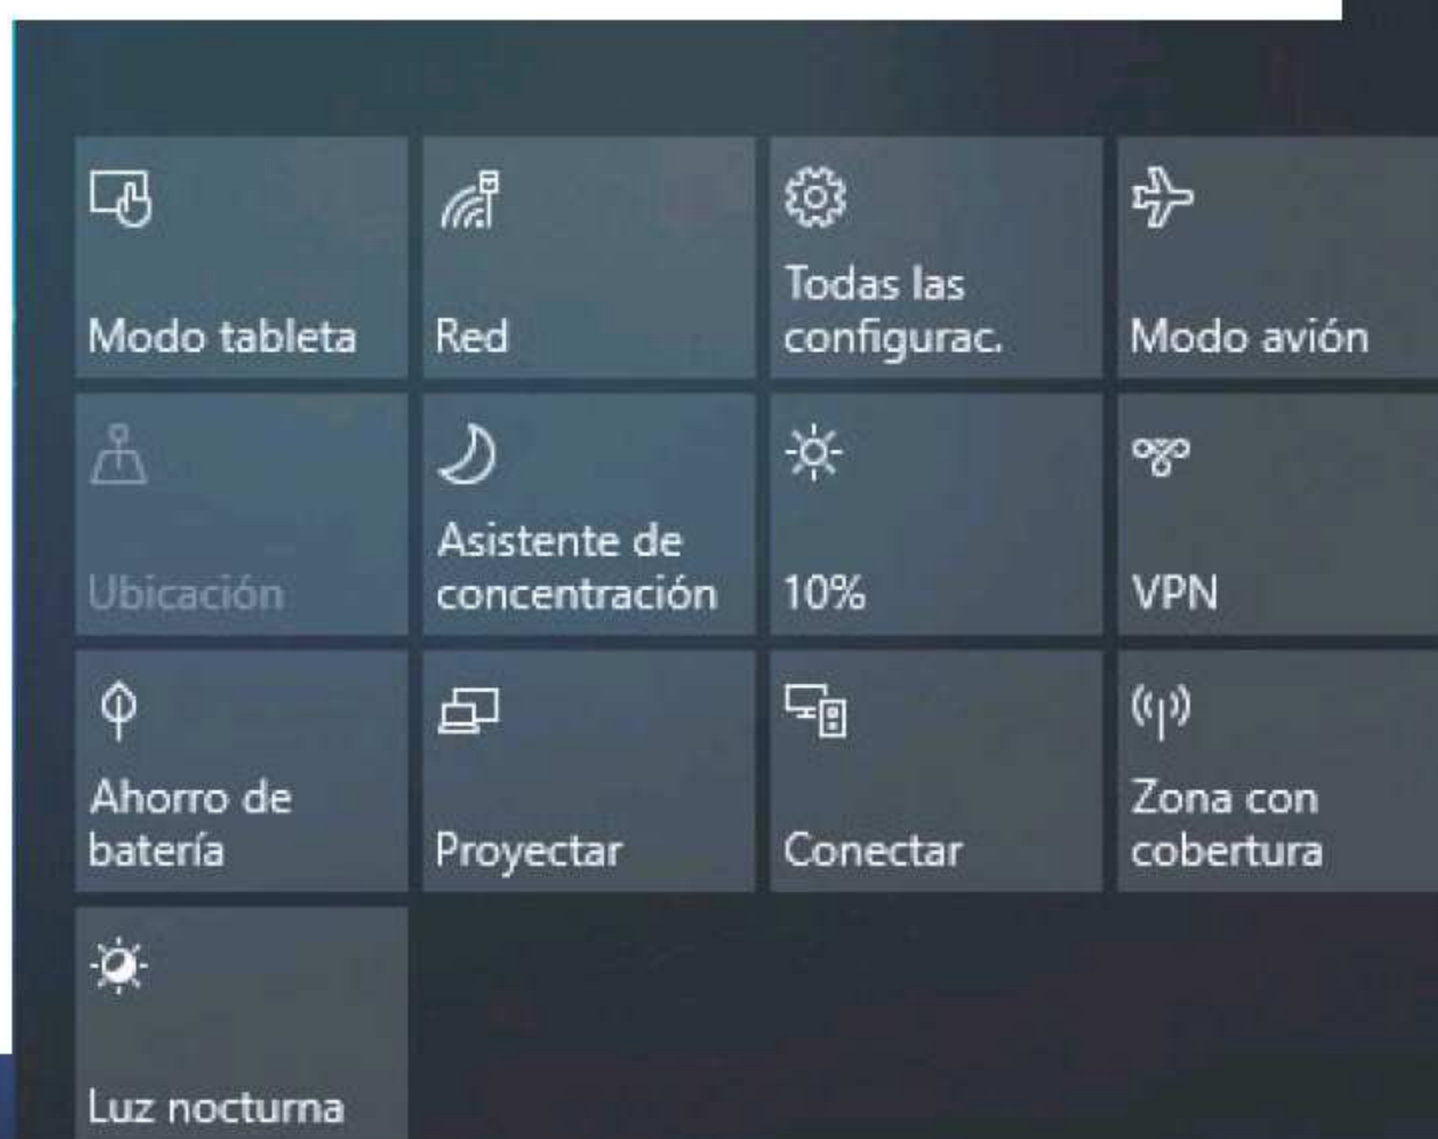 Modo tableta
Red
Todas las
configurac.
Modo avión
Ubicación
Asistente de
concentración
10%
VPN
Ahorro de
batería
Proyectar
Conectar
Zona con
cobertura
Luz nocturna